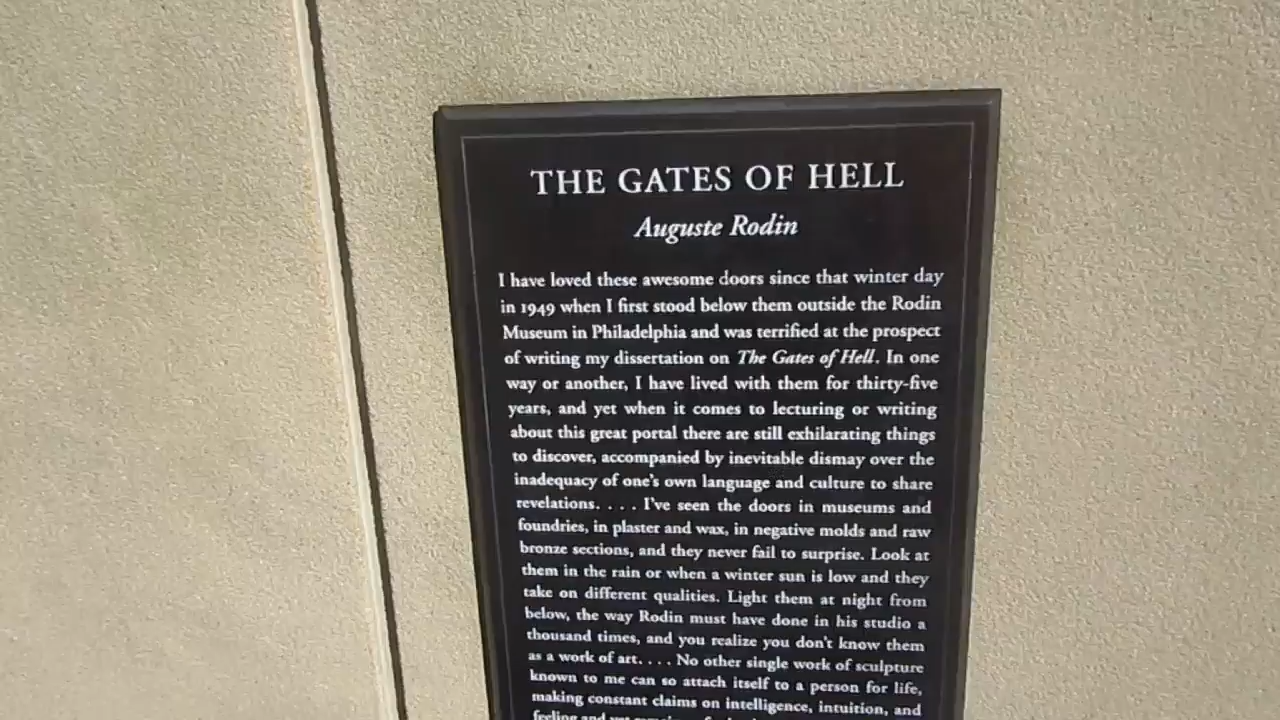 THE GATES OF HELL
Auguste Rodin
I have loved these awesome doors since that winter day
in 1949 when I first stood below them outside the Rodin
Museum in Philadelphia and was terrified at the prospect
of writing my dissertation on The Gates of Hell. In one
way or another, I have lived with them for thirty-five
years, and yet when it comes to lecturing or writing
about this great portal there are still exhilarating things
to discover, accompanied by inevitable dismay over the
inadequacy of one's own language and culture to share
revelations. . . . I've seen the doors in museums and
foundries, in plaster and wax, in negative molds and raw
bronze sections, and they never fail to surprise. Look at
them in the rain or when a winter sun is low and they
take on different qualities. Light them at night from
below, the way Rodin must have done in his studio a
thousand times, and you realize you don't know them
as a work of art. . . . No other single work of sculpture
known to me can so attach itself to a person for life,
making constant claims on intelligence, intuition, and
feeling and yet